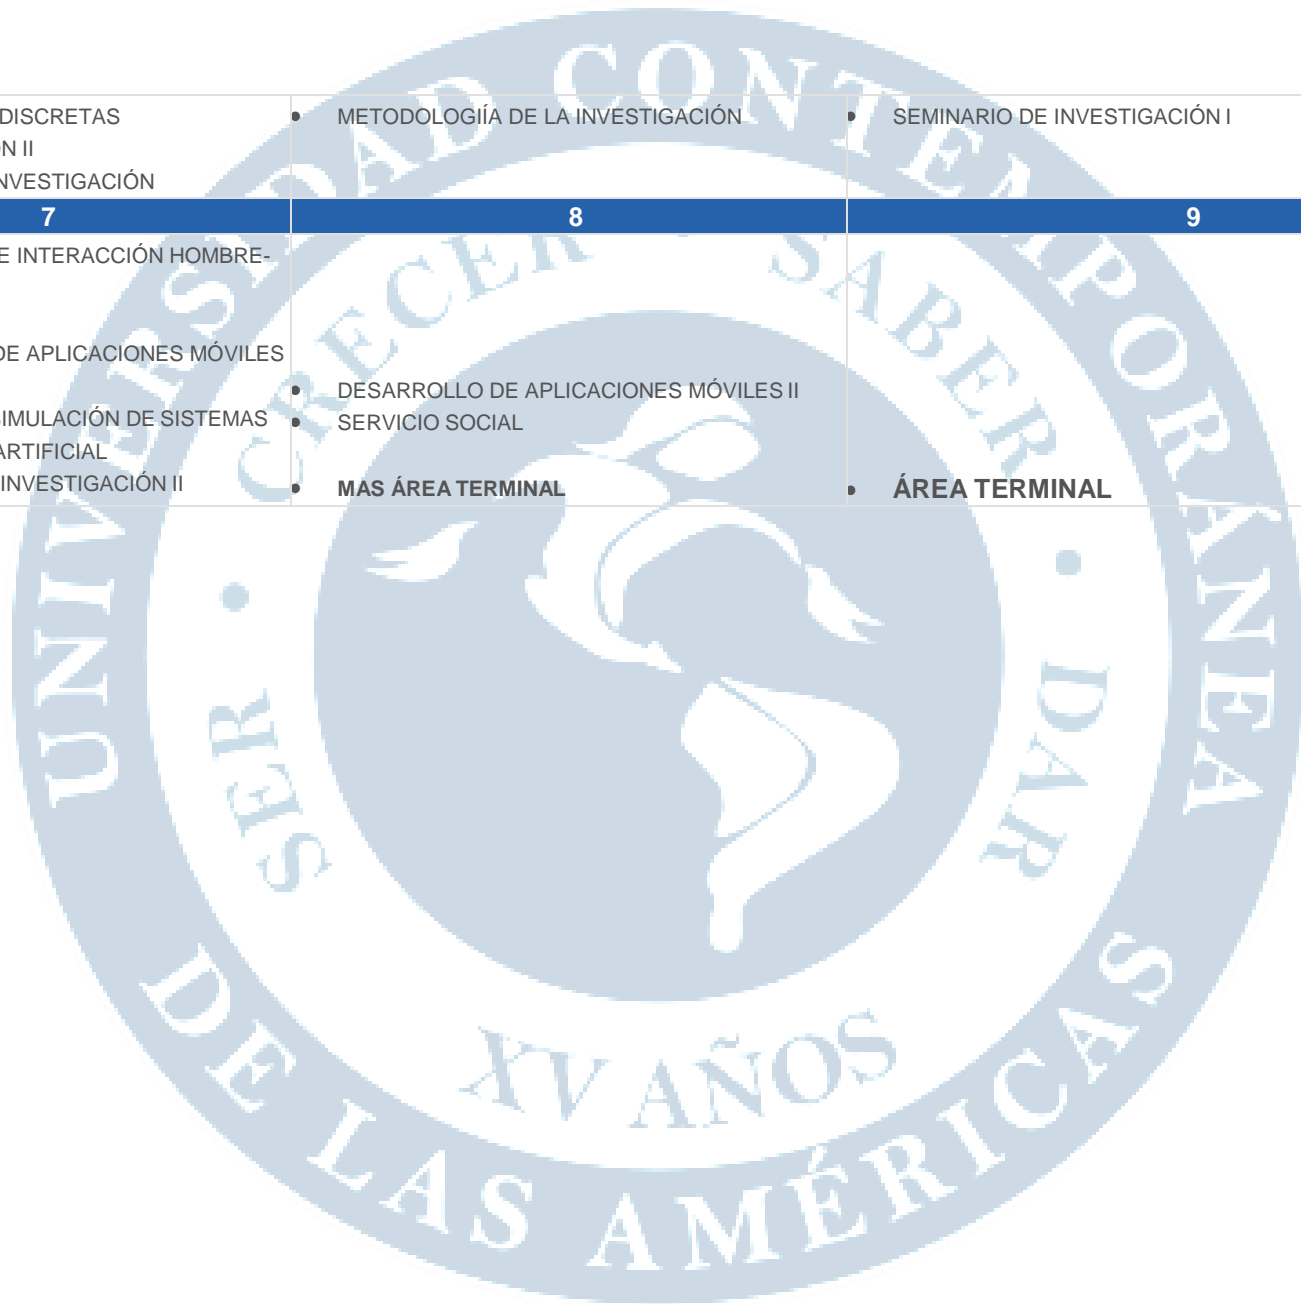 DISCRETAS
METODOLOGIÍA DE LA INVESTIGACIÓN
SEMINARIO DE INVESTIGACIÓN I
N II
NVESTIGACIÓN
7
8
9
E INTERACCIÓN HOMBRE-
DE APLICACIONES MÓVILES
IMULACIÓN DE SISTEMAS
ARTIFICIAL
INVESTIGACIÓN II
DESARROLLO DE APLICACIONES MÓVILES II
SERVICIO SOCIAL
MAS ÁREA TERMINAL
ÁREA TERMINAL
UNIVERSIDAD CONTEMPORÁNEA
DE LAS AMÉRICAS
SER • CRECER • SABER • DAR
XV AÑOS